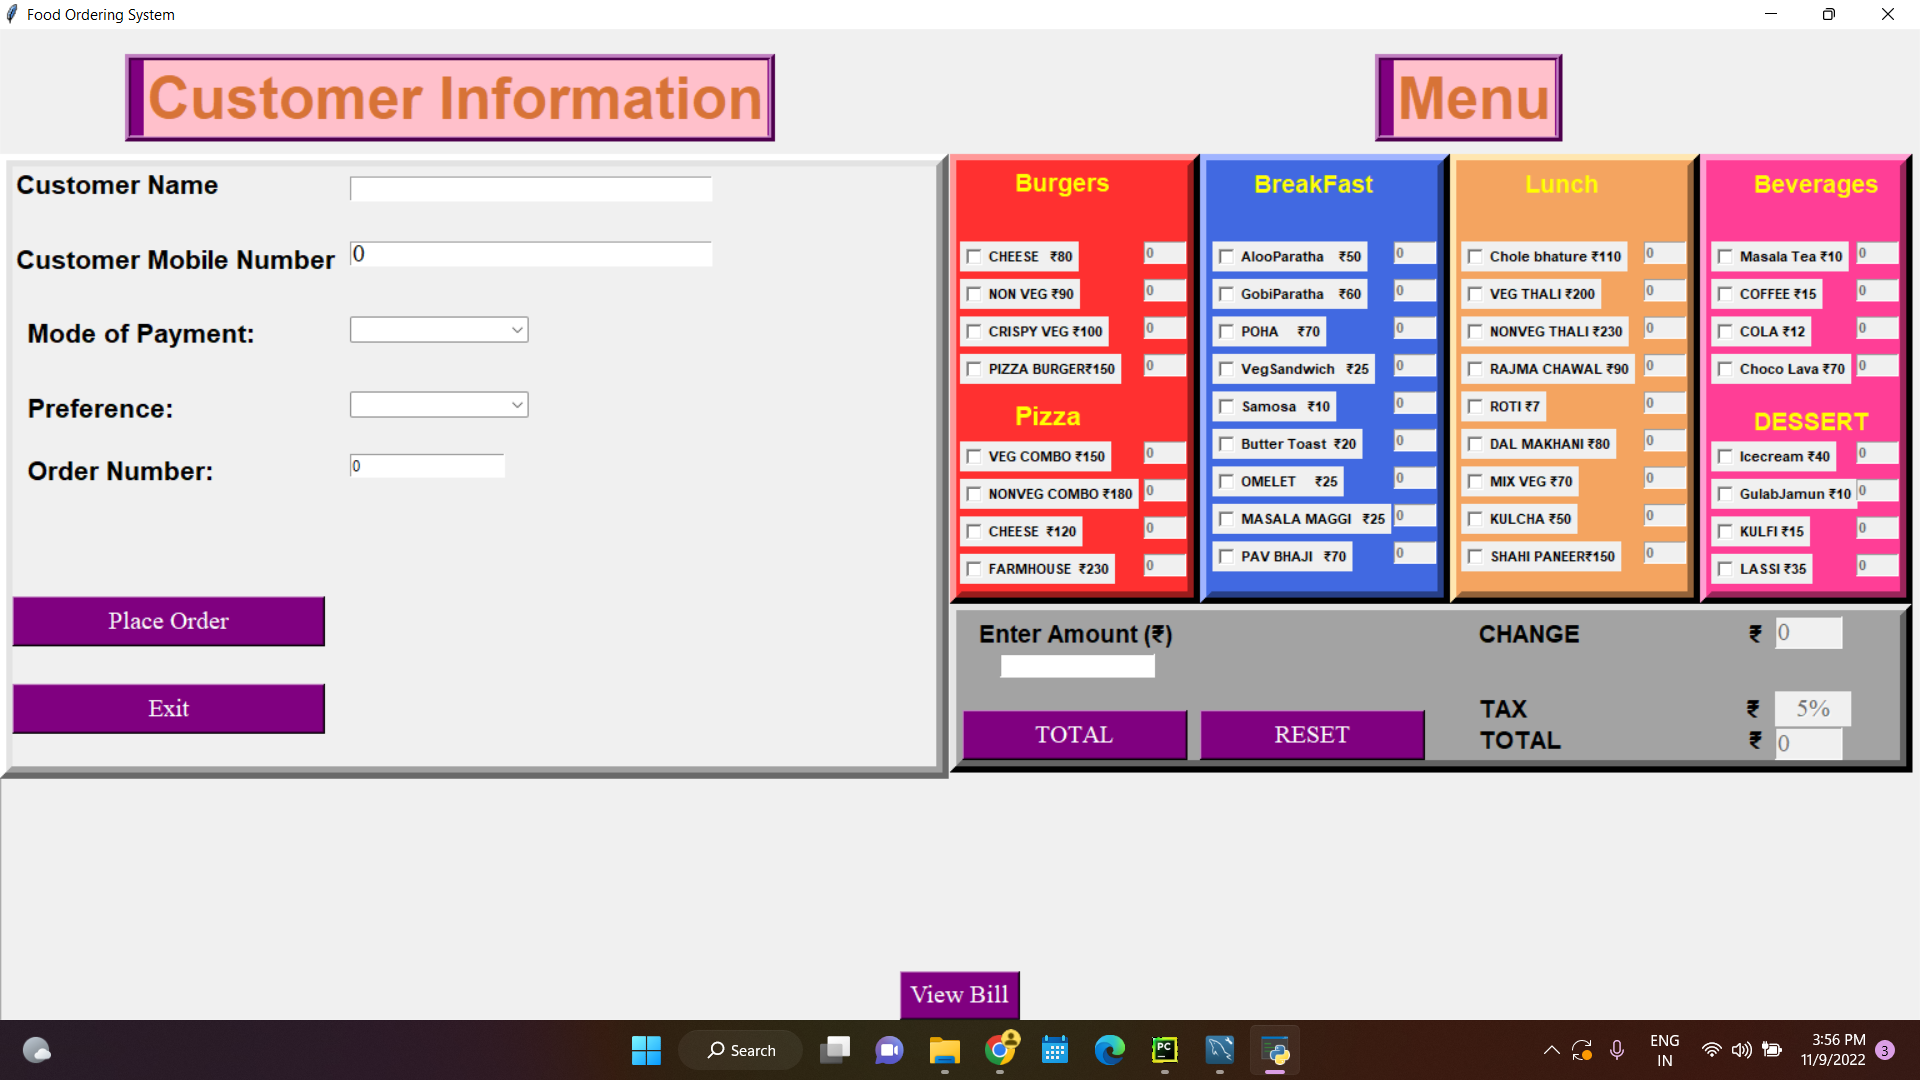 Food Ordering System
Customer Information
Menu
Customer Name
Customer Mobile Number 0
Mode of Payment:
Preference:
Order Number: 0
Place Order
Exit
Burgers
CHEESE ₹80 0
NON VEG ₹90 0
CRISPY VEG ₹100 0
PIZZA BURGER₹150 0
Pizza
VEG COMBO ₹150 0
NONVEG COMBO ₹180 0
CHEESE ₹120 0
FARMHOUSE ₹230 0
BreakFast
AlooParatha ₹50 0
GobiParatha ₹60 0
POHA ₹70 0
VegSandwich ₹25 0
Samosa ₹10 0
Butter Toast ₹20 0
OMELET ₹25 0
MASALA MAGGI ₹25 0
PAV BHAJI ₹70 0
Lunch
Chole bhature ₹110 0
VEG THALI ₹200 0
NONVEG THALI ₹230 0
RAJMA CHAWAL ₹90 0
ROTI ₹7 0
DAL MAKHANI ₹80 0
MIX VEG ₹70 0
KULCHA ₹50 0
SHAHI PANEER₹150 0
Beverages
Masala Tea ₹10 0
COFFEE ₹15 0
COLA ₹12 0
Choco Lava ₹70 0
DESSERT
Icecream ₹40 0
GulabJamun ₹10 0
KULFI ₹15 0
LASSI ₹35 0
Enter Amount (₹)
TOTAL
RESET
CHANGE ₹ 0
TAX ₹ 5%
TOTAL ₹ 0
View Bill
Search
PC
ENG
IN
3:56 PM
11/9/2022
3